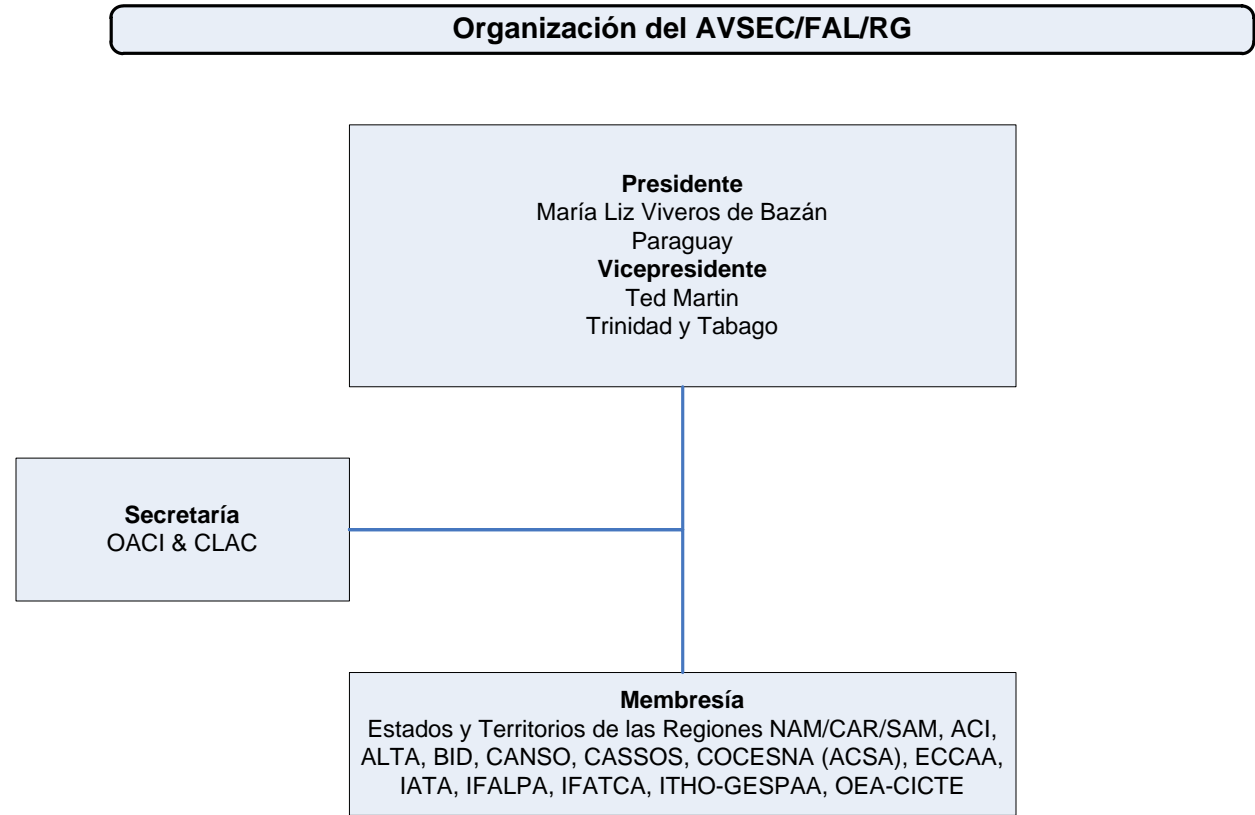 Organización del AVSEC/FAL/RG
Presidente
María Liz Viveros de Bazán
Paraguay
Vicepresidente
Ted Martin
Trinidad y Tabago
Secretaría
OACI & CLAC
Membresía
Estados y Territorios de las Regiones NAM/CAR/SAM, ACI,
ALTA, BID, CANSO, CASSOS, COCESNA (ACSA), ECCAA,
IATA, IFALPA, IFATCA, ITHO-GESPAA, OEA-CICTE